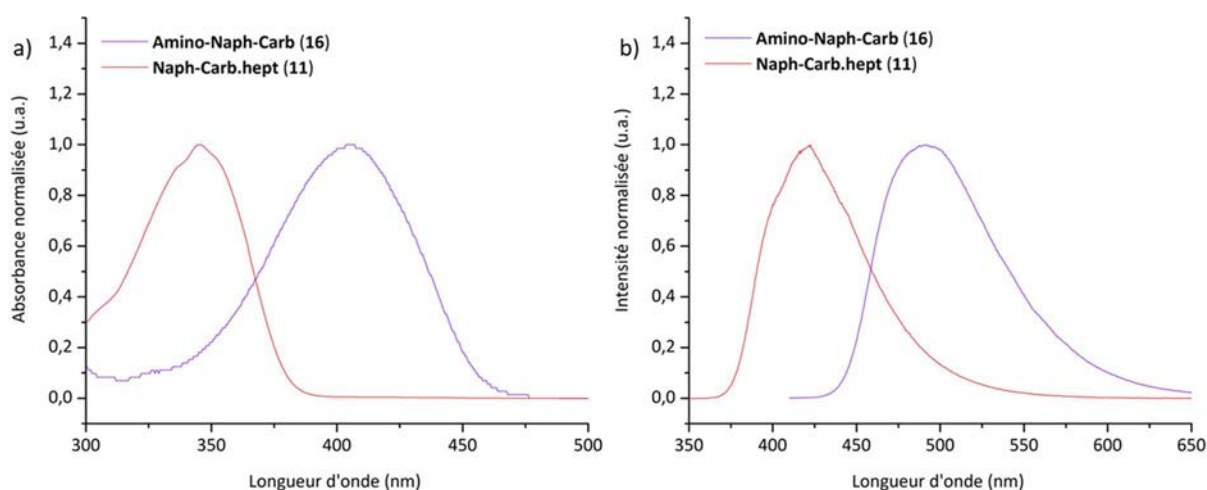 a)
Amino-Naph-Carb (16)
Naph-Carb.hept (11)
Absorbance normalisée (u.a.)
1,4
1,2
1,0
0,8
0,6
0,4
0,2
0,0
300 350 400 450 500
Longueur d'onde (nm)
b)
Amino-Naph-Carb (16)
Naph-Carb.hept (11)
Intensité normalisée (u.a.)
1,4
1,2
1,0
0,8
0,6
0,4
0,2
0,0
350 400 450 500 550 600 650
Longueur d'onde (nm)